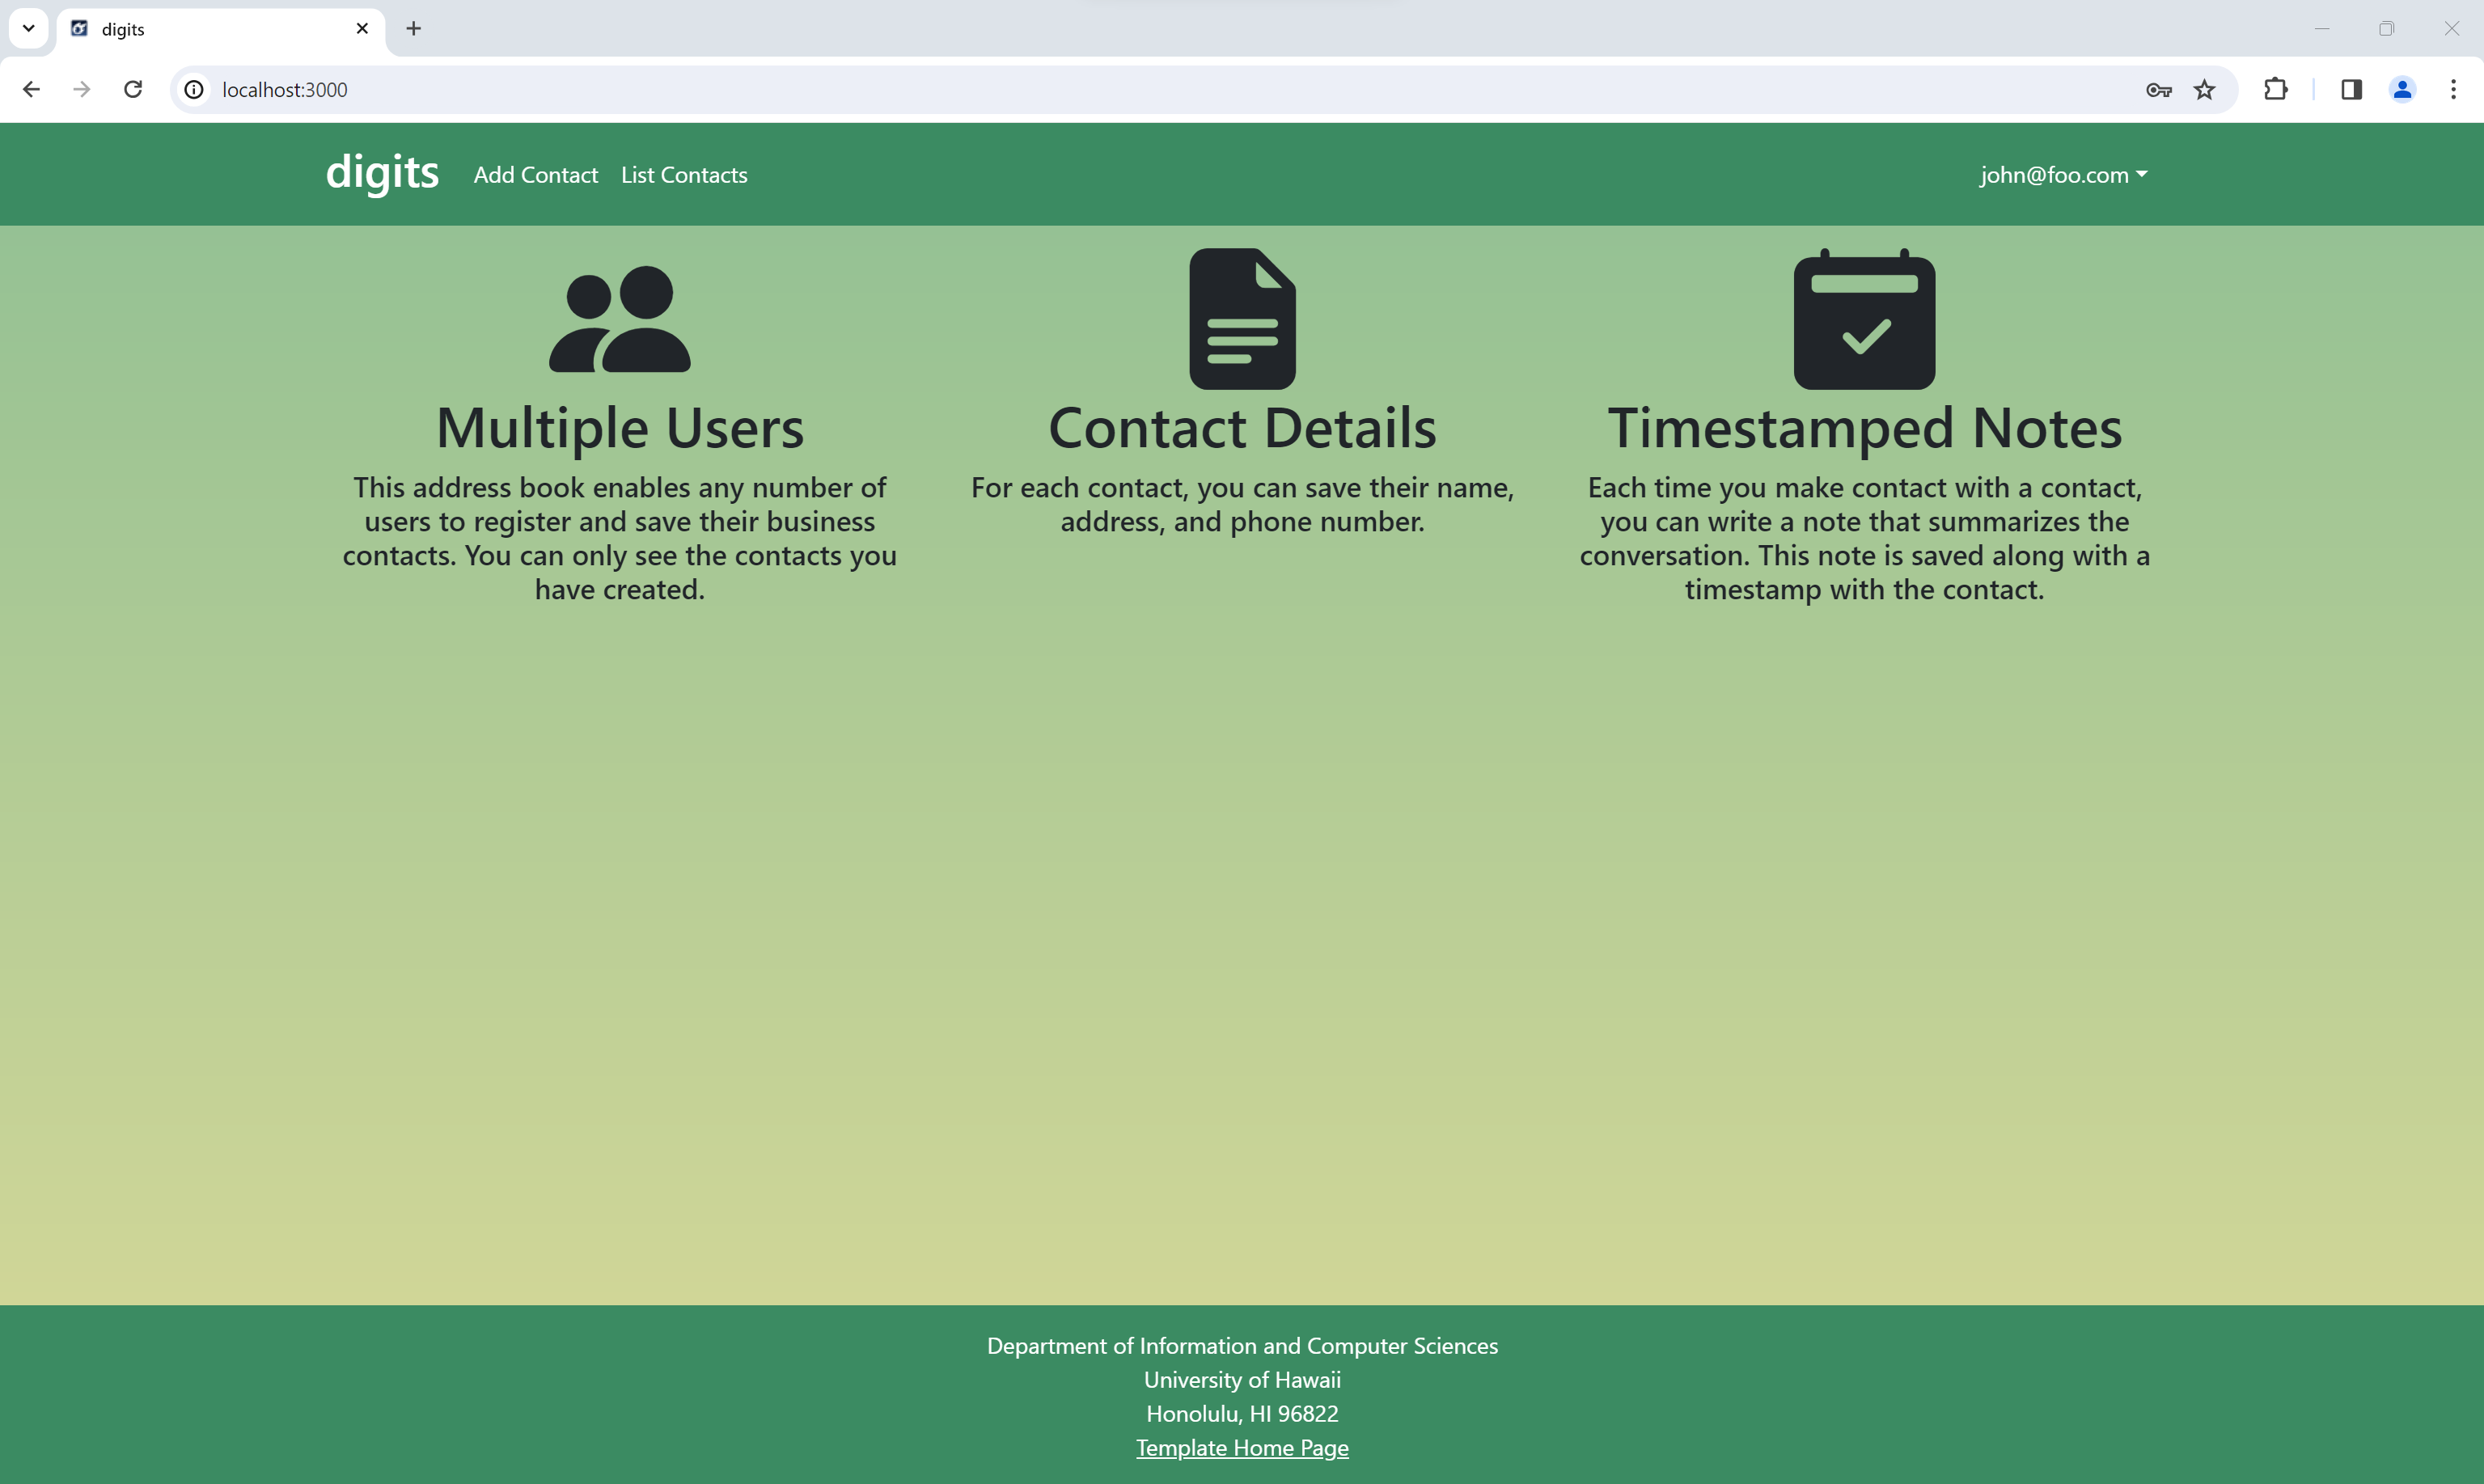 digits
localhost:3000
digits
Add Contact
List Contacts
john@foo.com
Multiple Users
This address book enables any number of
users to register and save their business
contacts. You can only see the contacts you
have created.
Contact Details
For each contact, you can save their name,
address, and phone number.
Timestamped Notes
Each time you make contact with a contact,
you can write a note that summarizes the
conversation. This note is saved along with a
timestamp with the contact.
Department of Information and Computer Sciences
University of Hawaii
Honolulu, HI 96822
Template Home Page